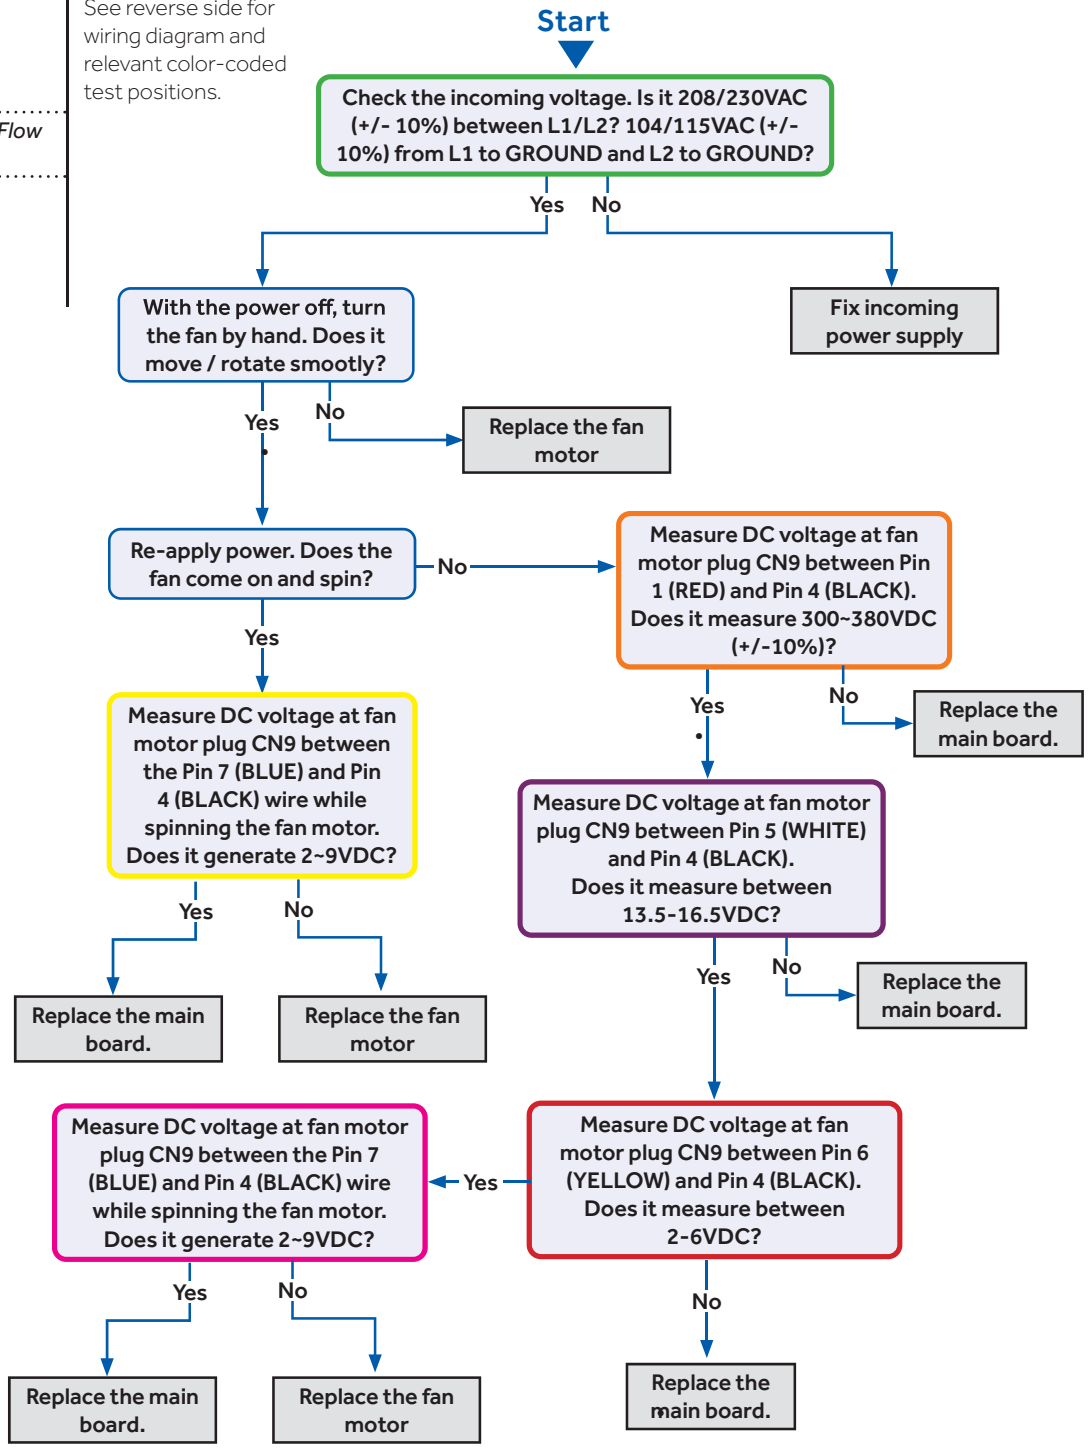 See reverse side for
wiring diagram and
relevant color-coded
test positions.
Flow
Start
Check the incoming voltage. Is it 208/230VAC
(+/- 10%) between L1/L2? 104/115VAC (+/-
10%) from L1 to GROUND and L2 to GROUND?
Yes
No
With the power off, turn
the fan by hand. Does it
move / rotate smootly?
Fix incoming
power supply
Yes
No
Replace the fan
motor
Re-apply power. Does the
fan come on and spin?
No
Measure DC voltage at fan
motor plug CN9 between Pin
1 (RED) and Pin 4 (BLACK).
Does it measure 300~380VDC
(+/-10%)?
Yes
Yes
No
Replace the
main board.
Measure DC voltage at fan
motor plug CN9 between
the Pin 7 (BLUE) and Pin
4 (BLACK) wire while
spinning the fan motor.
Does it generate 2~9VDC?
Measure DC voltage at fan motor
plug CN9 between Pin 5 (WHITE)
and Pin 4 (BLACK).
Does it measure between
13.5-16.5VDC?
Yes
No
Replace the main
board.
Replace the fan
motor
Yes
No
Replace the
main board.
Measure DC voltage at fan
motor plug CN9 between Pin 6
(YELLOW) and Pin 4 (BLACK).
Does it measure between
2-6VDC?
Yes
Measure DC voltage at fan motor
plug CN9 between the Pin 7
(BLUE) and Pin 4 (BLACK) wire
while spinning the fan motor.
Does it generate 2~9VDC?
Yes
No
Replace the main
board.
Replace the fan
motor
No
Replace the
main board.